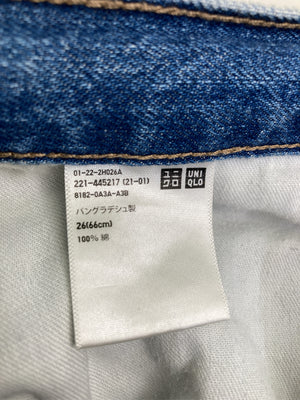 01-22-2H026A
221-445217 (21-01)
8182-0A3A-A3B
ユニ
クロ
UNI
QLO
バングラデシュ製
26(66cm)
100% 綿